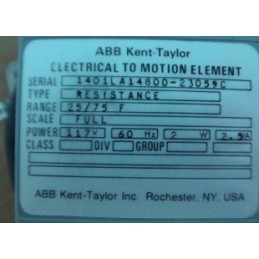 ABB Kent-Taylor
ELECTRICAL TO MOTION ELEMENT
SERIAL 1401LA14800-23059C
TYPE RESISTANCE
RANGE 25/75 F
SCALE FULL
POWER 117V 60 Hz 2 W 2.5A
CLASS DIV GROUP
ABB Kent-Taylor Inc. Rochester, NY. USA